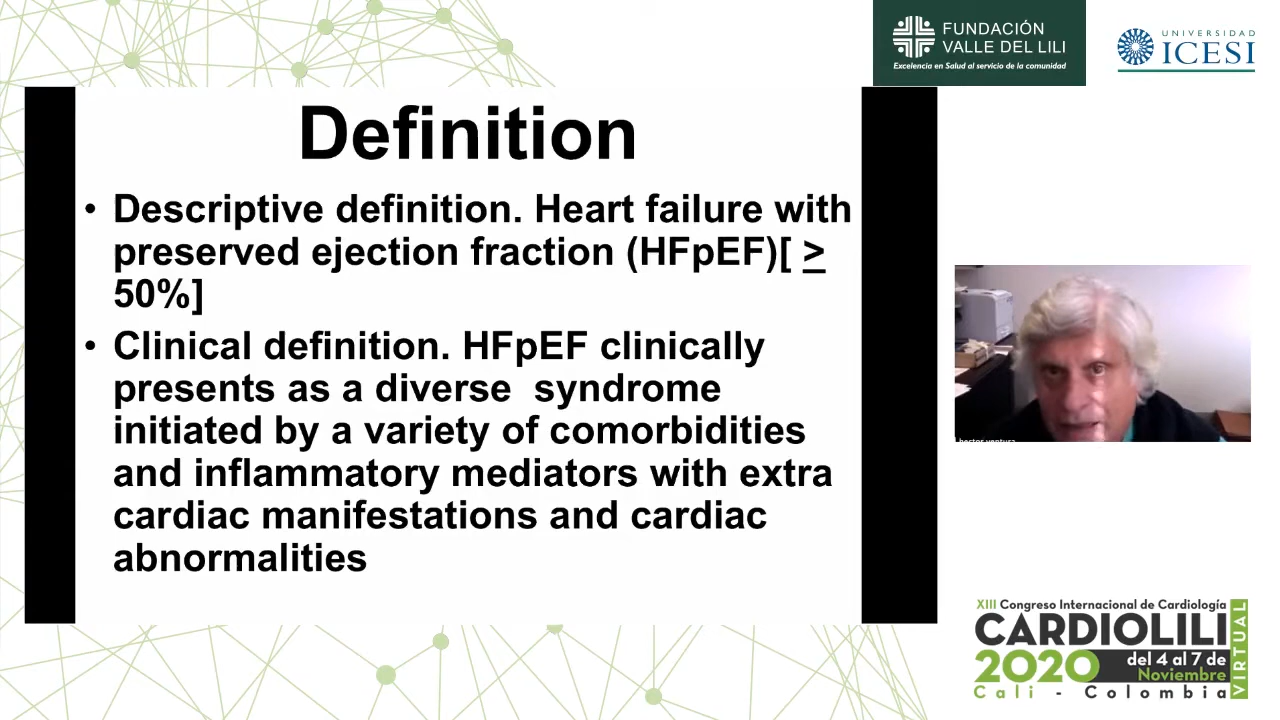 FUNDACIÓN
VALLE DEL LILI
Excelencia en Salud al servicio de la comunidad
UNIVERSIDAD
ICESI
Definition
• Descriptive definition. Heart failure with
preserved ejection fraction (HFpEF)[ ≥
50%]
• Clinical definition. HFpEF clinically
presents as a diverse  syndrome
initiated by a variety of comorbidities
and inflammatory mediators with extra
cardiac manifestations and cardiac
abnormalities
hector ventura
XIII Congreso Internacional de Cardiología
CARDIOLILI
2020 del 4 al 7 de
Noviembre
Cali - Colombia
VIRTUAL